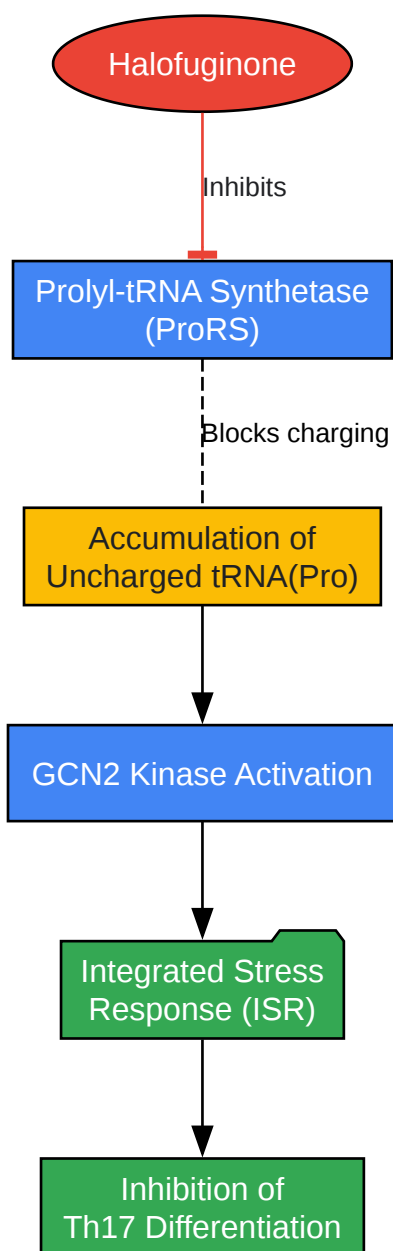 Halofuginone
Inhibits
Prolyl-tRNA Synthetase
(ProRS)
Blocks charging
Accumulation of
Uncharged tRNA(Pro)
GCN2 Kinase Activation
Integrated Stress
Response (ISR)
Inhibition of
Th17 Differentiation